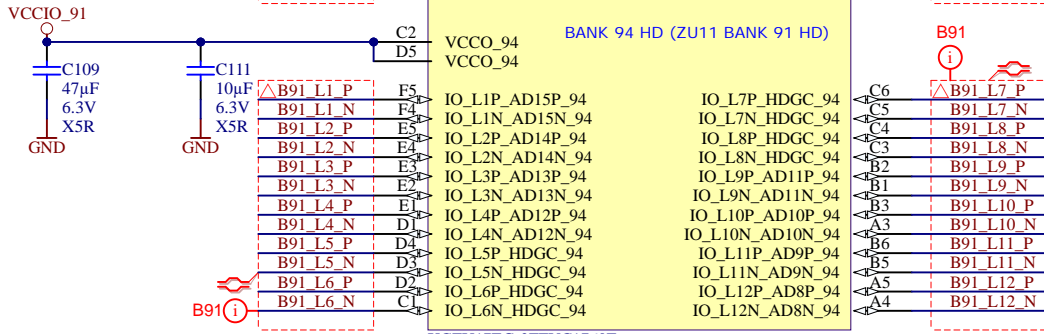 VCCIO_91
C109
47µF
6.3V
X5R
GND
C111
10µF
6.3V
X5R
GND
BANK 94 HD (ZU11 BANK 91 HD)
C2 VCCO_94
D5 VCCO_94
B91_L1_P F5 IO_L1P_AD15P_94
B91_L1_N F4 IO_L1N_AD15N_94
B91_L2_P E5 IO_L2P_AD14P_94
B91_L2_N E4 IO_L2N_AD14N_94
B91_L3_P E3 IO_L3P_AD13P_94
B91_L3_N E2 IO_L3N_AD13N_94
B91_L4_P E1 IO_L4P_AD12P_94
B91_L4_N D1 IO_L4N_AD12N_94
B91_L5_P D4 IO_L5P_HDGC_94
B91_L5_N D3 IO_L5N_HDGC_94
B91_L6_P D2 IO_L6P_HDGC_94
B91_L6_N C1 IO_L6N_HDGC_94
B91 i
B91
i
IO_L7P_HDGC_94 C6 B91_L7_P
IO_L7N_HDGC_94 C5 B91_L7_N
IO_L8P_HDGC_94 C4 B91_L8_P
IO_L8N_HDGC_94 C3 B91_L8_N
IO_L9P_AD11P_94 B2 B91_L9_P
IO_L9N_AD11N_94 B1 B91_L9_N
IO_L10P_AD10P_94 B3 B91_L10_P
IO_L10N_AD10N_94 A3 B91_L10_N
IO_L11P_AD9P_94 B6 B91_L11_P
IO_L11N_AD9N_94 B5 B91_L11_N
IO_L12P_AD8P_94 A5 B91_L12_P
IO_L12N_AD8N_94 A4 B91_L12_N